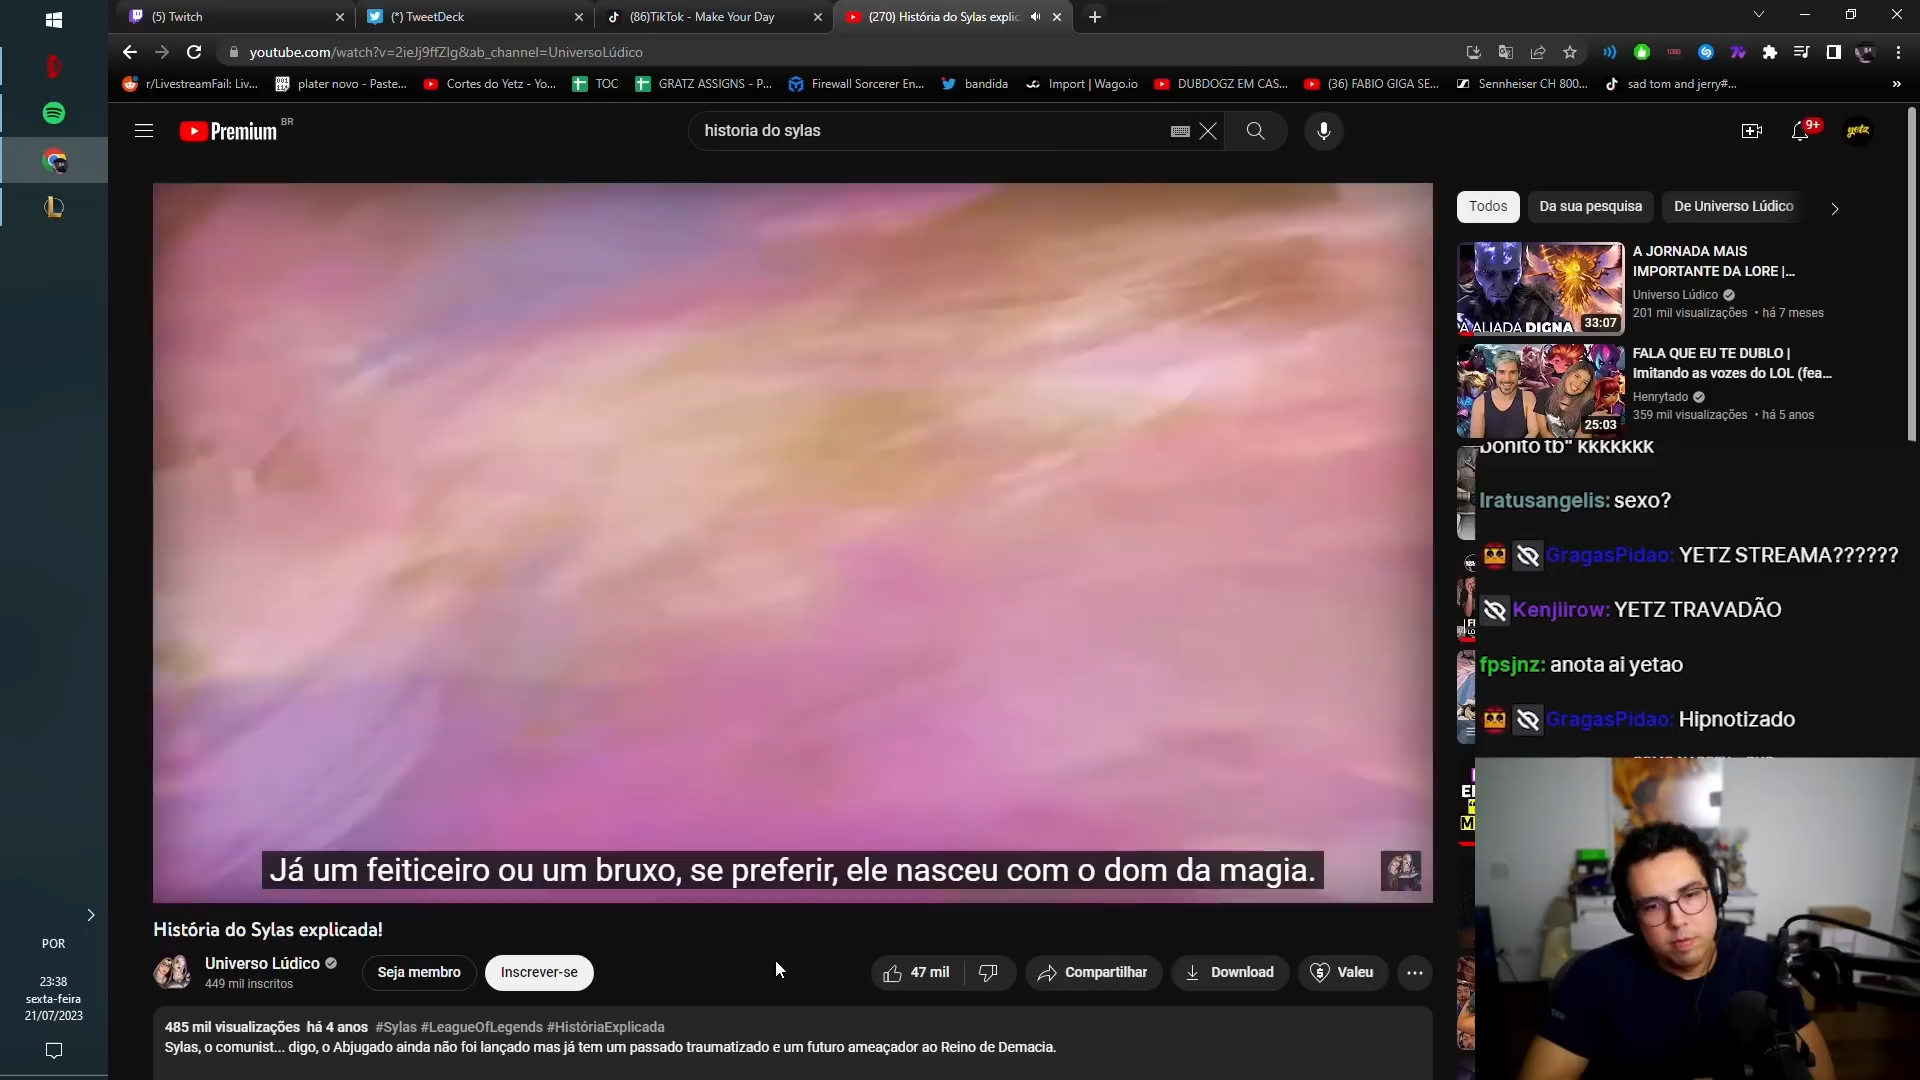 (5) Twitch
(*) TweetDeck
(86)TikTok - Make Your Day
(270) História do Sylas explic
youtube.com/watch?v=2ieJj9ffZlg&ab_channel=UniversoLúdico
r/LivestreamFail: Liv...
plater novo - Paste...
Cortes do Yetz - Yo...
TOC
GRATZ ASSIGNS - P...
Firewall Sorcerer En...
bandida
Import | Wago.io
DUBDOGZ EM CAS...
(36) FABIO GIGA SE...
Sennheiser CH 800...
sad tom and jerry#...
»
Premium BR
historia do sylas
9+
yetz
Todos
Da sua pesquisa
De Universo Lúdico
A JORNADA MAIS
IMPORTANTE DA LORE |...
Universo Lúdico
201 mil visualizações • há 7 meses
A ALIADA DIGNA
33:07
FALA QUE EU TE DUBLO |
Imitando as vozes do LOL (fea...
Henrytado
359 mil visualizações • há 5 anos
25:03
bonito tb" kkkkkkk
Iratusangelis: sexo?
GragasPidao: YETZ STREAMA??????
Kenjiirow: YETZ TRAVADÃO
fpsjnz: anota ai yetao
GragasPidao: Hipnotizado
Já um feiticeiro ou um bruxo, se preferir, ele nasceu com o dom da magia.
História do Sylas explicada!
Universo Lúdico
449 mil inscritos
Seja membro
Inscrever-se
47 mil
Compartilhar
Download
Valeu
485 mil visualizações há 4 anos #Sylas #LeagueOfLegends #HistóriaExplicada
Sylas, o comunist... digo, o Abjugado ainda não foi lançado mas já tem um passado traumatizado e um futuro ameaçador ao Reino de Demacia.
POR
23:38
sexta-feira
21/07/2023